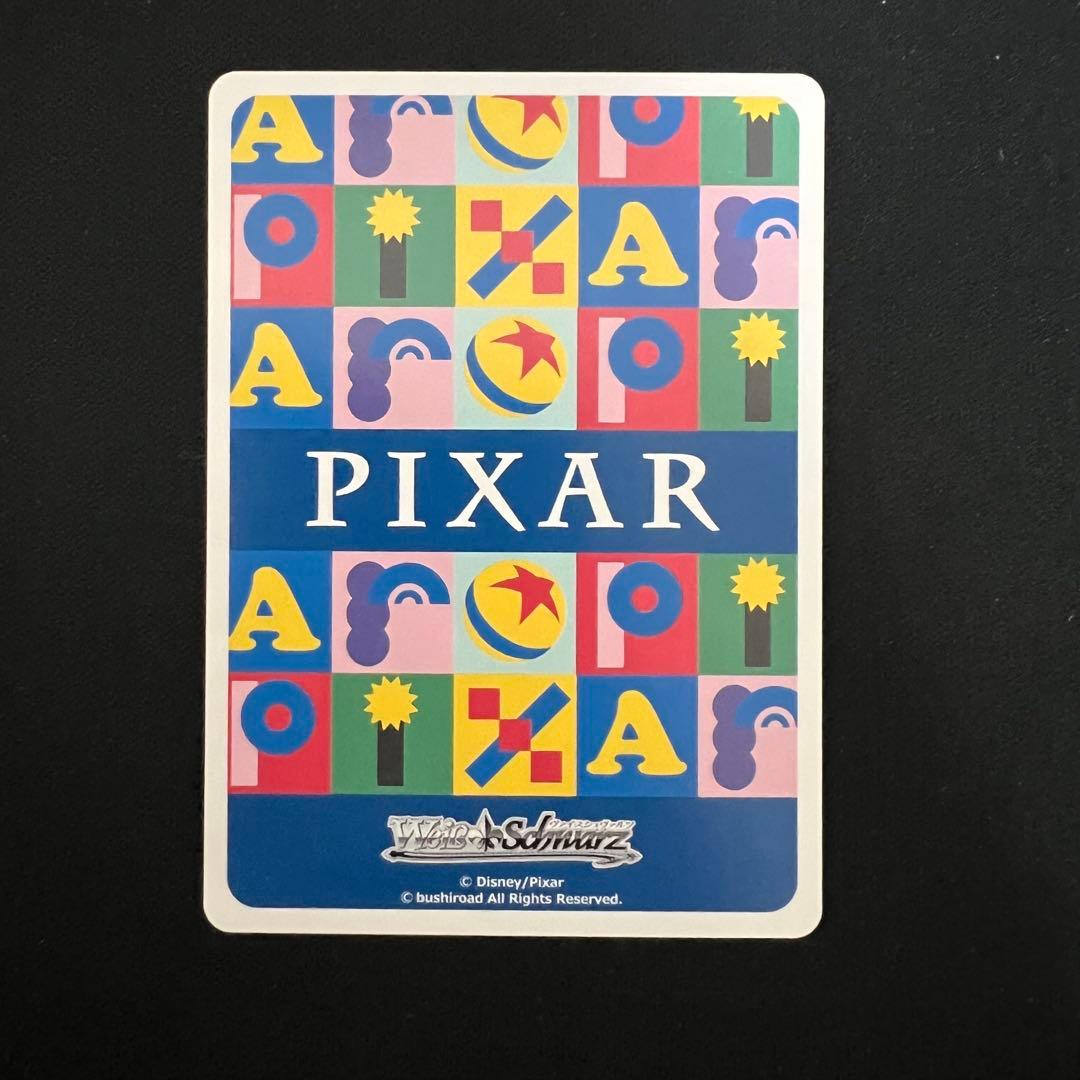 A r p i
p i x A r
A r p i
PIXAR
A r p i
p i x A r
ヴァイスシュヴァルツ
Weiß Schwarz
© Disney/Pixar
© bushiroad All Rights Reserved.